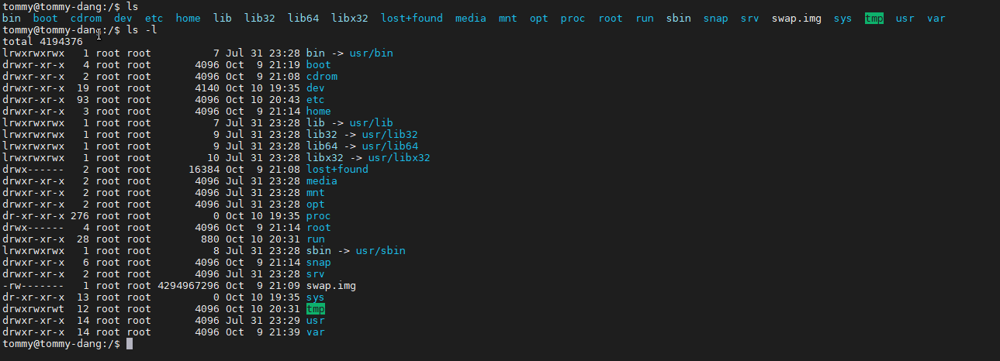 tommy@tommy-dang:/$ ls
bin  boot  cdrom  dev  etc  home  lib  lib32  lib64  libx32  lost+found  media  mnt  opt  proc  root  run  sbin  snap  srv  swap.img  sys  tmp  usr  var
tommy@tommy-dang:/$ ls -l
total 4194376
lrwxrwxrwx   1 root root          7 Jul 31 23:28 bin -> usr/bin
drwxr-xr-x   4 root root       4096 Oct  9 21:19 boot
drwxr-xr-x   2 root root       4096 Oct  9 21:08 cdrom
drwxr-xr-x  19 root root       4140 Oct 10 19:35 dev
drwxr-xr-x  93 root root       4096 Oct 10 20:43 etc
drwxr-xr-x   3 root root       4096 Oct  9 21:14 home
lrwxrwxrwx   1 root root          7 Jul 31 23:28 lib -> usr/lib
lrwxrwxrwx   1 root root          9 Jul 31 23:28 lib32 -> usr/lib32
lrwxrwxrwx   1 root root          9 Jul 31 23:28 lib64 -> usr/lib64
lrwxrwxrwx   1 root root         10 Jul 31 23:28 libx32 -> usr/libx32
drwx------   2 root root      16384 Oct  9 21:08 lost+found
drwxr-xr-x   2 root root       4096 Jul 31 23:28 media
drwxr-xr-x   2 root root       4096 Jul 31 23:28 mnt
drwxr-xr-x   2 root root       4096 Jul 31 23:28 opt
dr-xr-xr-x 276 root root          0 Oct 10 19:35 proc
drwx------   4 root root       4096 Oct  9 21:14 root
drwxr-xr-x  28 root root        880 Oct 10 20:31 run
lrwxrwxrwx   1 root root          8 Jul 31 23:28 sbin -> usr/sbin
drwxr-xr-x   6 root root       4096 Oct  9 21:14 snap
drwxr-xr-x   2 root root       4096 Jul 31 23:28 srv
-rw-------   1 root root 4294967296 Oct  9 21:09 swap.img
dr-xr-xr-x  13 root root          0 Oct 10 19:35 sys
drwxrwxrwt  12 root root       4096 Oct 10 20:31 tmp
drwxr-xr-x  14 root root       4096 Jul 31 23:29 usr
drwxr-xr-x  14 root root       4096 Oct  9 21:39 var
tommy@tommy-dang:/$